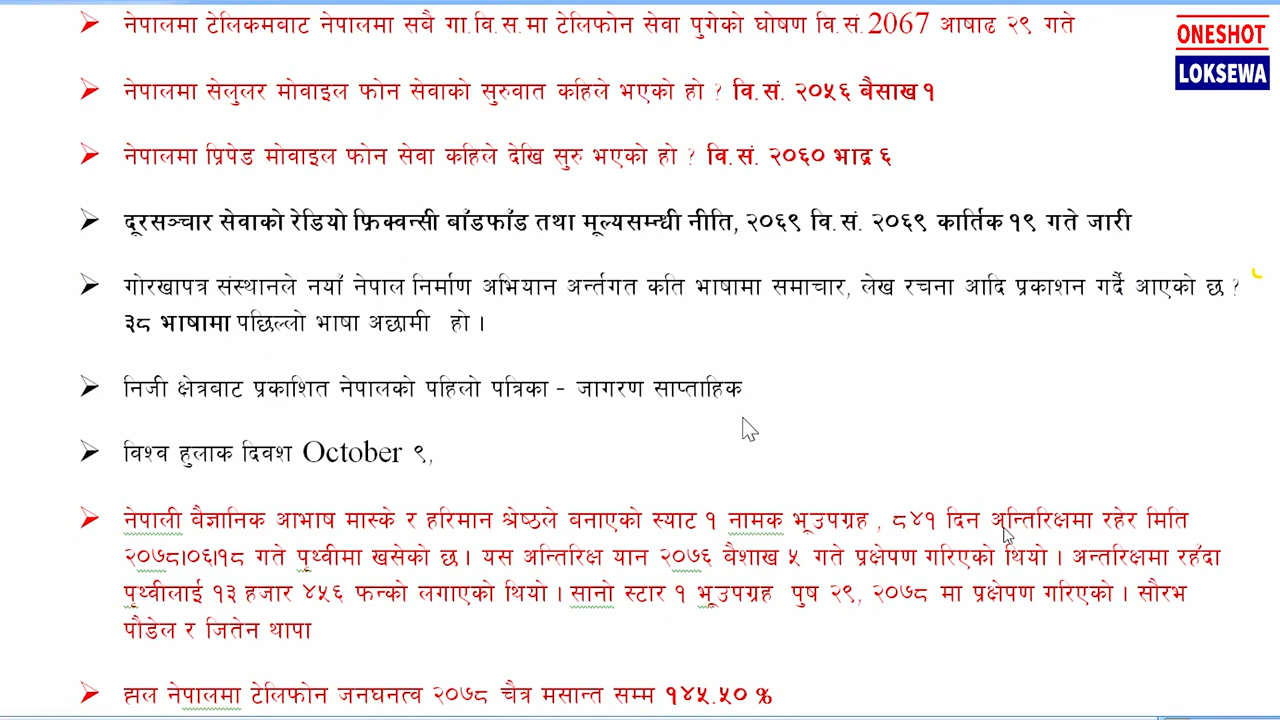 ➢ नेपालमा टेलिकमबाट नेपालमा सबै गा.वि.स.मा टेलिफोन सेवा पुगेको घोषण वि.सं.2067 आषाढ २९ गते
ONESHOT
LOKSEWA
➢ नेपालमा सेलुलर मोवाइल फोन सेवाको सुरुवात कहिले भएको हो ? वि.सं. २०५६ बैसाख १
➢ नेपालमा प्रिपेड मोवाइल फोन सेवा कहिले देखि सुरु भएको हो ? वि.सं. २०६० भाद्र ६
➢ दूरसञ्चार सेवाको रेडियो फ्रिक्वन्सी बाँडफाँड तथा मूल्यसम्न्धी नीति, २०६९ वि.सं. २०६९ कार्तिक १९ गते जारी
➢ गोरखापत्र संस्थानले नयाँ नेपाल निर्माण अभियान अर्न्तगत कति भाषामा समाचार, लेख रचना आदि प्रकाशन गर्दै आएको छ ?
३८ भाषामा पछिल्लो भाषा अछामी हो ।
➢ निजी क्षेत्रबाट प्रकाशित नेपालको पहिलो पत्रिका - जागरण साप्ताहिक
➢ विश्व हुलाक दिवश October ९,
➢ नेपाली बैज्ञानिक आभाष मास्के र हरिमान श्रेष्ठले बनाएको स्याट १ नामक भूउपग्रह , ८४१ दिन अन्तिरिक्षमा रहेर मिति
२०७८।०६।१८ गते पृथ्वीमा खसेको छ। यस अन्तिरिक्ष यान २०७६ बैशाख ५ गते प्रक्षेपण गरिएको थियो । अन्तरिक्षमा रहँदा
पृथ्वीलाई १३ हजार ४५६ फन्को लगाएको थियो । सानो स्टार १ भूउपग्रह पुष २९, २०७८ मा प्रक्षेपण गरिएको । सौरभ
पौडेल र जितेन थापा
➢ हाल नेपालमा टेलिफोन जनघनत्व २०७८ चैत्र मसान्त सम्म १४५.५० %